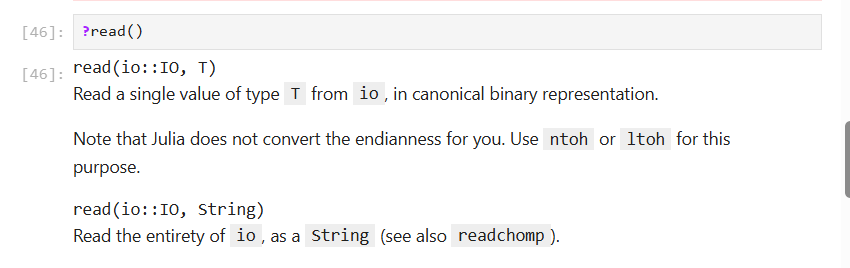 [46]: ?read()
[46]: read(io::IO, T)
Read a single value of type T from io , in canonical binary representation.
Note that Julia does not convert the endianness for you. Use ntoh or ltoh for this
purpose.
read(io::IO, String)
Read the entirety of io , as a String (see also readchomp ).